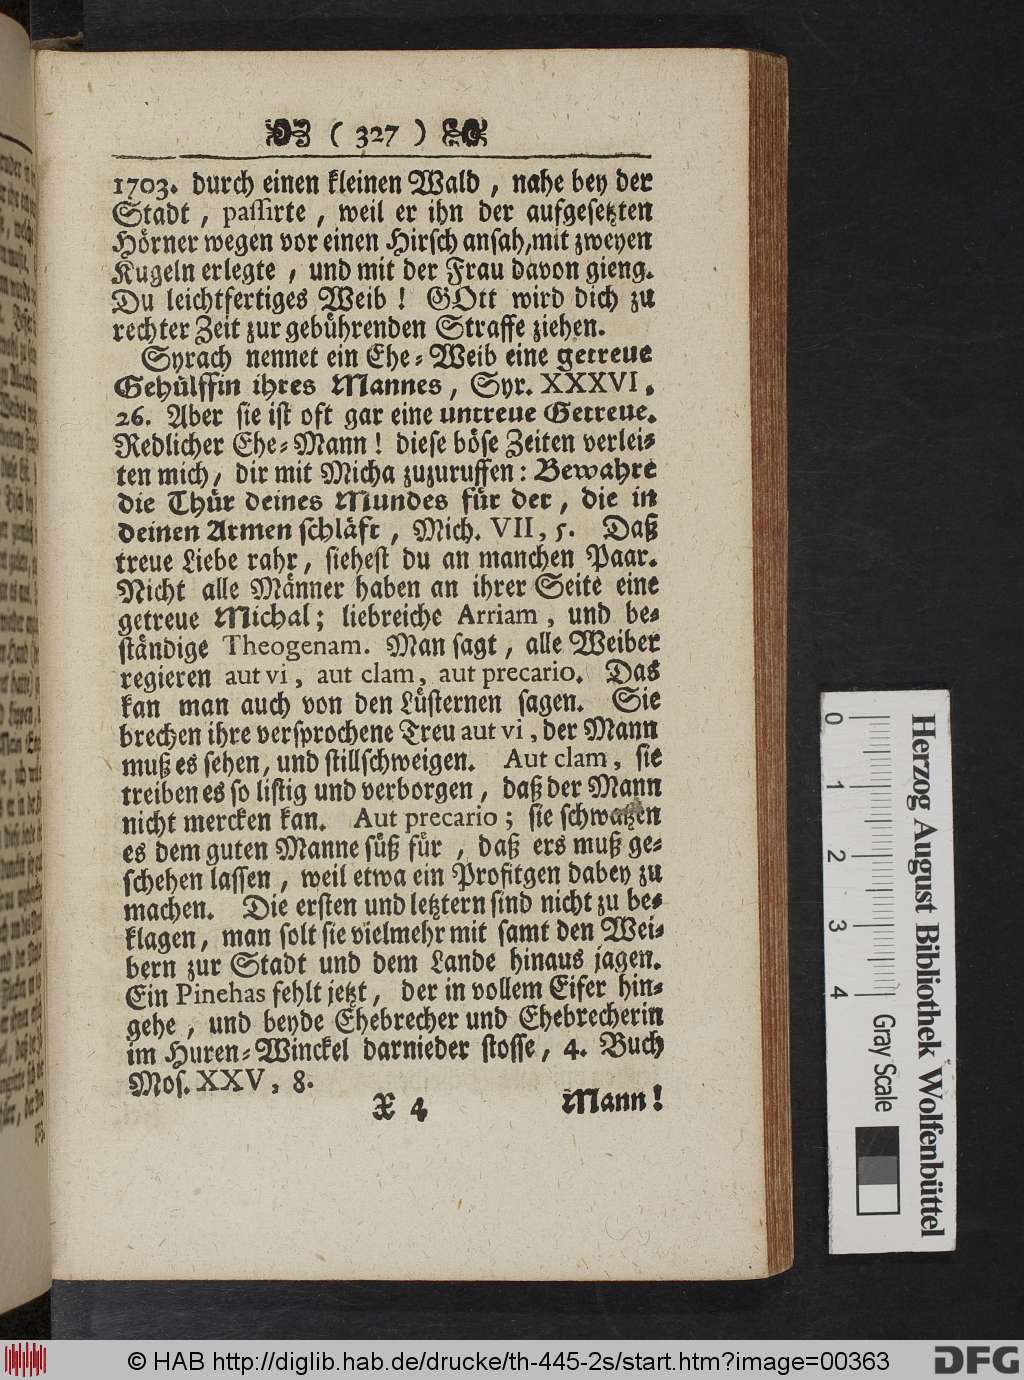 ( 327 )
1703. durch einen kleinen Wald, nahe bey der
Stadt, passirte, weil er ihn der aufgesetzten
Hörner wegen vor einen Hirsch ansah, mit zweyen
Kugeln erlegte, und mit der Frau davon gieng.
Du leichtfertiges Weib! GOtt wird dich zu
rechter Zeit zur gebührenden Straffe ziehen.
Syrach nennet ein Ehe-Weib eine getreue
Gehülffin ihres Mannes, Syr. XXXVI,
26. Aber sie ist oft gar eine untreue Getreue.
Redlicher Ehe-Mann! diese böse Zeiten verlei-
ten mich, dir mit Micha zuzuruffen: Bewahre
die Thür deines Mundes für der, die in
deinen Armen schläft, Mich. VII, 5. Daß
treue Liebe rahr, siehest du an manchen Paar.
Nicht alle Männer haben an ihrer Seite eine
getreue Michal; liebreiche Arriam, und be-
ständige Theogenam. Man sagt, alle Weiber
regieren aut vi, aut clam, aut precario. Das
kan man auch von den Lüsternen sagen. Sie
brechen ihre versprochene Treu aut vi, der Mann
muß es sehen, und stillschweigen. Aut clam, sie
treiben es so listig und verborgen, daß der Mann
nicht mercken kan. Aut precario; sie schwatzen
es dem guten Manne süß für, daß ers muß ge-
schehen lassen, weil etwa ein Profitgen dabey zu
machen. Die ersten und letztern sind nicht zu be-
klagen, man solt sie vielmehr mit samt den Wei-
bern zur Stadt und dem Lande hinaus jagen.
Ein Pinehas fehlt jetzt, der in vollem Eifer hin-
gehe, und beyde Ehebrecher und Ehebrecherin
im Huren-Winckel darnieder stosse, 4. Buch
Mos. XXV, 8.
X 4 Mann!
Herzog August Bibliothek Wolfenbüttel
0 1 2 3 4 Gray Scale
© HAB http://diglib.hab.de/drucke/th-445-2s/start.htm?image=00363
DFG